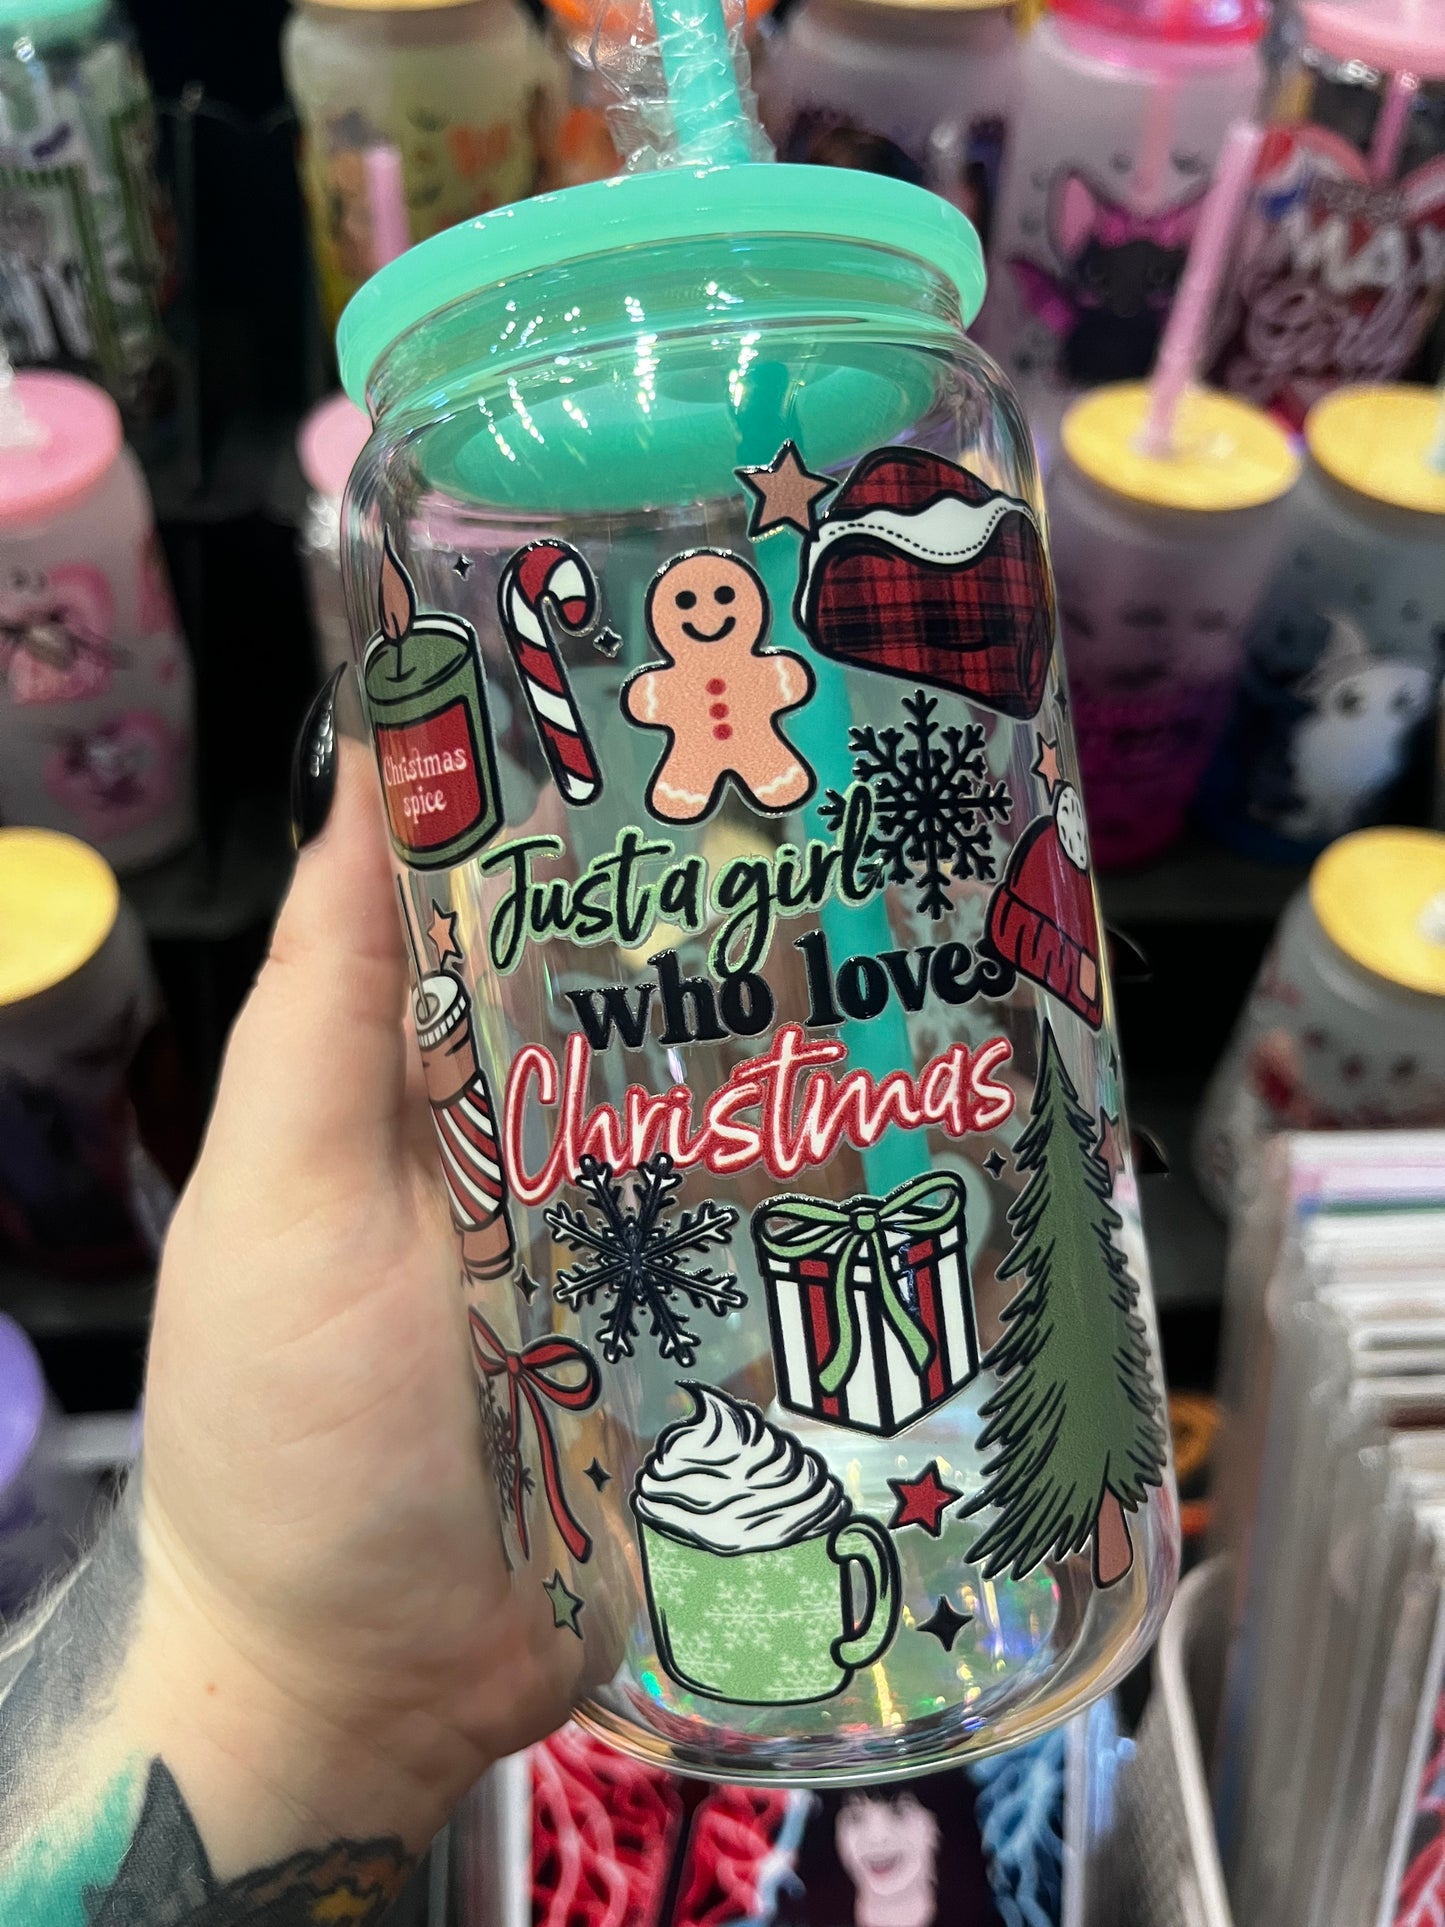 Christmas
spice
Just a girl
who loves
Christmas